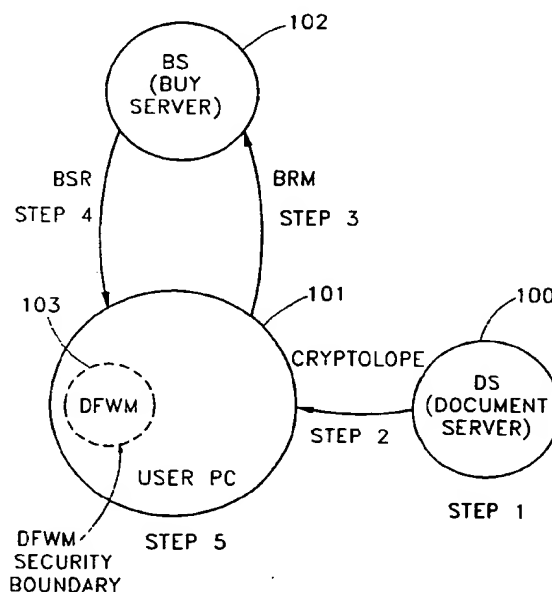 102
BS
(BUY
SERVER)
BSR
BRM
STEP 4
STEP 3
103
101
100
CRYPTOLOPE
DFWM
DS
(DOCUMENT
SERVER)
STEP 2
USER PC
STEP 1
DFWM
SECURITY
BOUNDARY
STEP 5